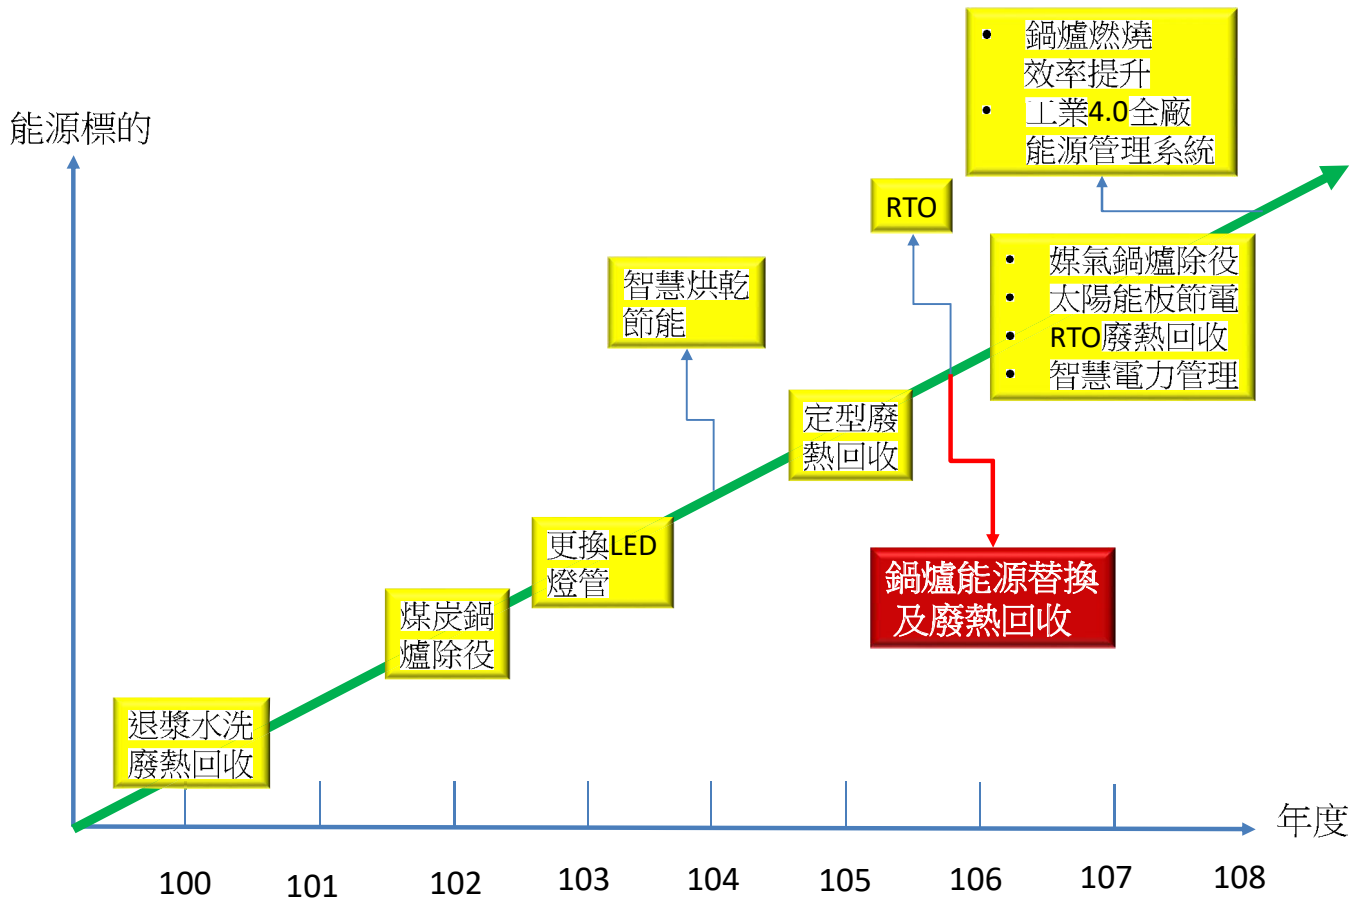 能源標的
鍋爐燃燒
效率提升
工業4.0全廠
能源管理系統
RTO
媒氣鍋爐除役
太陽能板節電
RTO廢熱回收
智慧電力管理
智慧烘乾
節能
定型廢
熱回收
更換LED
燈管
鍋爐能源替換
及廢熱回收
煤炭鍋
爐除役
退漿水洗
廢熱回收
年度
100
101
102
103
104
105
106
107
108